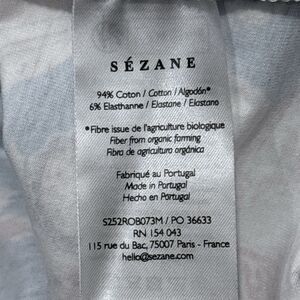 SÉZANE
94% Coton / Cotton / Algodón*
6% Elasthanne / Elastane / Elastano
*Fibre issue de l'agriculture biologique
Fiber from organic farming
Fibra de agricultura orgánica
Fabriqué au Portugal
Made in Portugal
Hecho en Portugal
S252ROB073M / PO 36633
RN 154 043
115 rue du Bac, 75007 Paris - France
hello@sezane.com